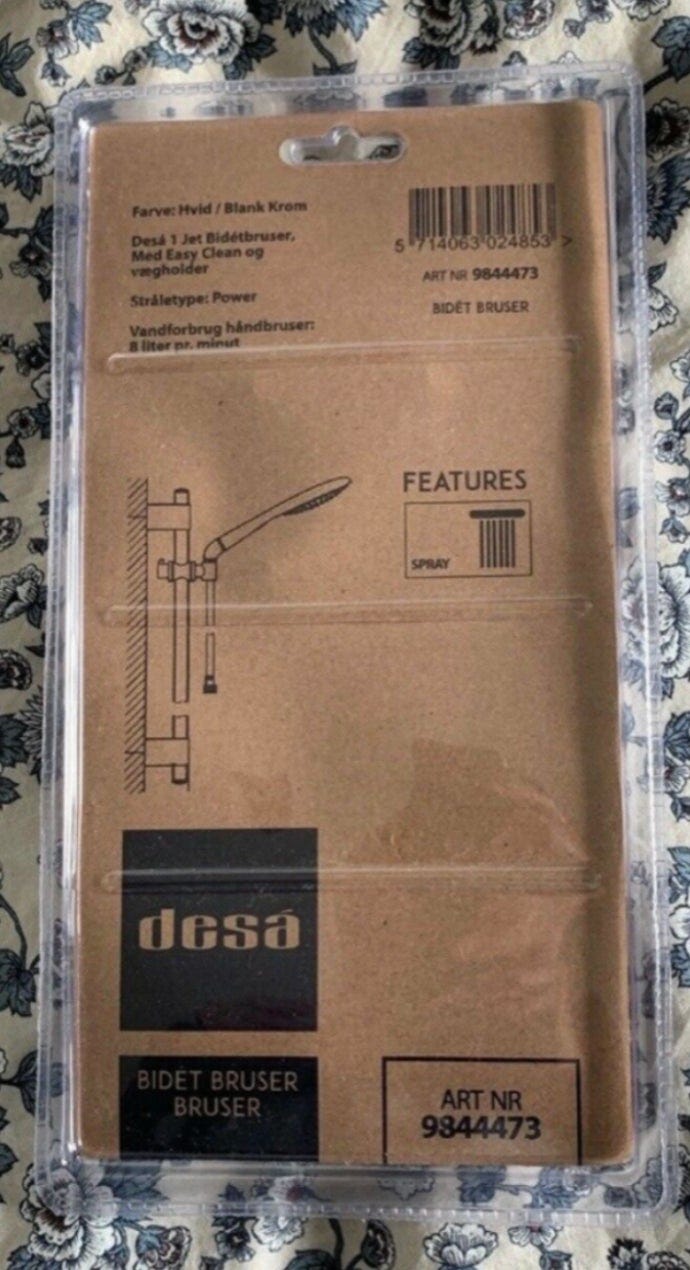 Farve: Hvid / Blank Krom
Desá 1 Jet Bidétbruser,
Med Easy Clean og
vægholder
Stråletype: Power
Vandforbrug håndbruser:
8 liter pr. minut
5 714063 024853 >
ART NR 9844473
BIDÉT BRUSER
FEATURES
SPRAY
desá
BIDÉT BRUSER
BRUSER
ART NR
9844473